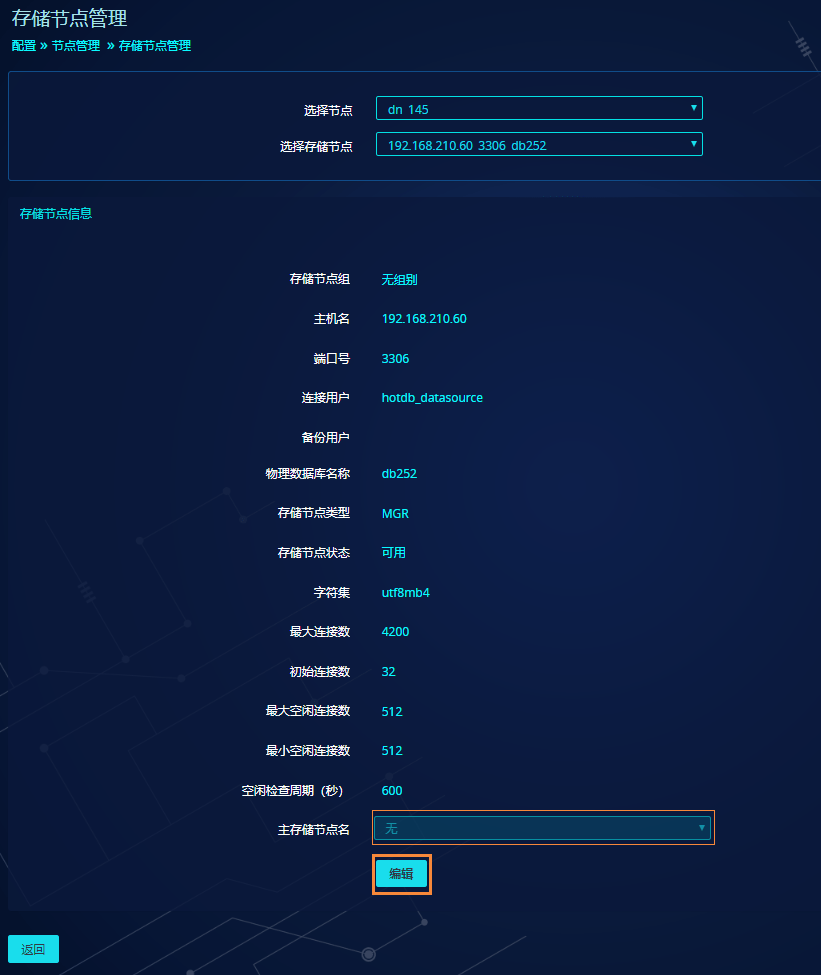 存储节点管理
配置 » 节点管理 » 存储节点管理
选择节点 dn_145
选择存储节点 192.168.210.60_3306_db252
存储节点信息
存储节点组 无组别
主机名 192.168.210.60
端口号 3306
连接用户 hotdb_datasource
备份用户
物理数据库名称 db252
存储节点类型 MGR
存储节点状态 可用
字符集 utf8mb4
最大连接数 4200
初始连接数 32
最大空闲连接数 512
最小空闲连接数 512
空闲检查周期（秒） 600
主存储节点名 无
编辑
返回